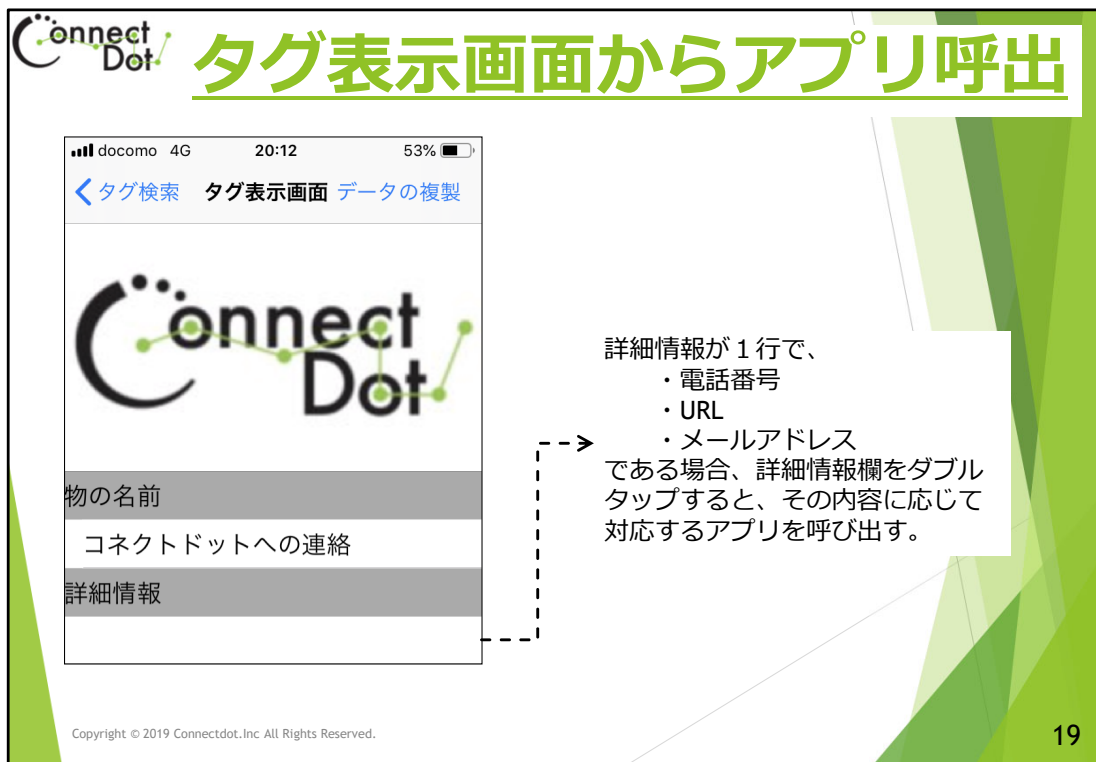 Connect
Dot
タグ表示画面からアプリ呼出
docomo 4G 20:12 53%
タグ検索 タグ表示画面 データの複製
Connect
Dot
物の名前
コネクトドットへの連絡
詳細情報
詳細情報が１行で、
・電話番号
・URL
・メールアドレス
である場合、詳細情報欄をダブル
タップすると、その内容に応じて
対応するアプリを呼び出す。
Copyright © 2019 Connectdot.Inc All Rights Reserved.
19